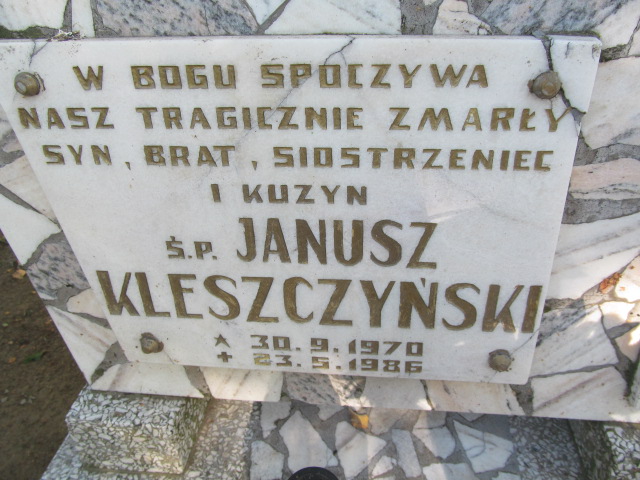 W BOGU SPOCZYWA
NASZ TRAGICZNIE ZMARŁY
SYN, BRAT, SIOSTRZENIEC
I KUZYN
Ś.P. JANUSZ
KLESZCZYŃSKI
* 30.9.1970
+ 23.5.1986